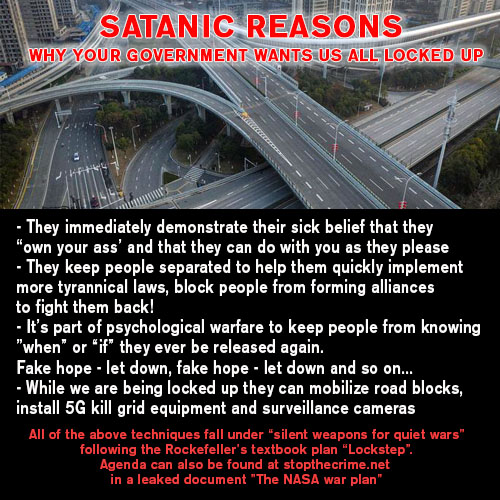 SATANIC REASONS
WHY YOUR GOVERNMENT WANTS US ALL LOCKED UP
- They immediately demonstrate their sick belief that they
“own your ass’ and that they can do with you as they please
- They keep people separated to help them quickly implement
more tyrannical laws, block people from forming alliances
to fight them back!
- It's part of psychological warfare to keep people from knowing
”when” or “if” they ever be released again.
Fake hope - let down, fake hope - let down and so on...
- While we are being locked up they can mobilize road blocks,
install 5G kill grid equipment and surveillance cameras
All of the above techniques fall under “silent weapons for quiet wars”
following the Rockefeller's textbook plan “Lockstep”.
Agenda can also be found at stopthecrime.net
in a leaked document ”The NASA war plan”